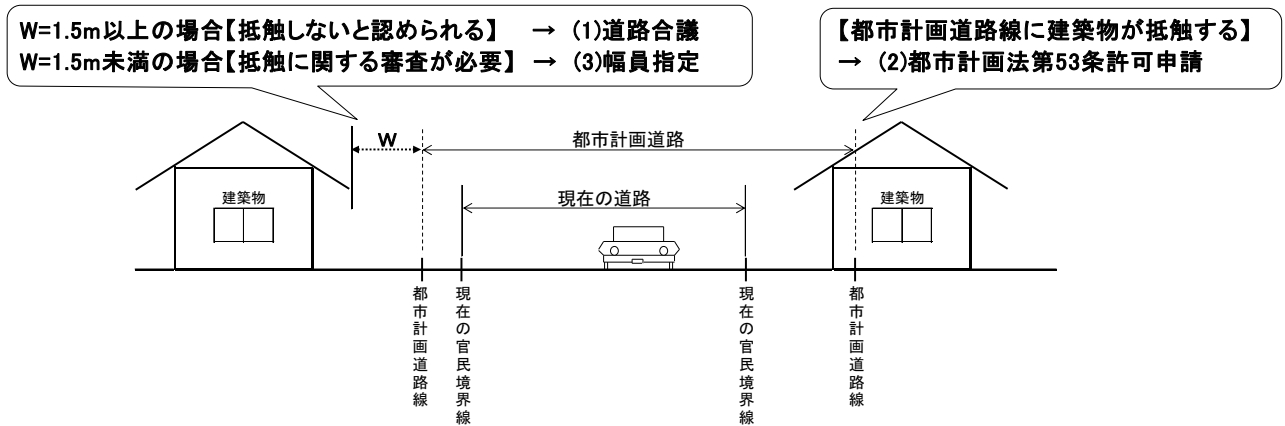 W=1.5m以上の場合【抵触しないと認められる】 → (1)道路合議
W=1.5m未満の場合【抵触に関する審査が必要】 → (3)幅員指定
【都市計画道路線に建築物が抵触する】
→ (2)都市計画法第53条許可申請
W
都市計画道路
現在の道路
建築物
建築物
都市計画道路線
現在の官民境界線
現在の官民境界線
都市計画道路線